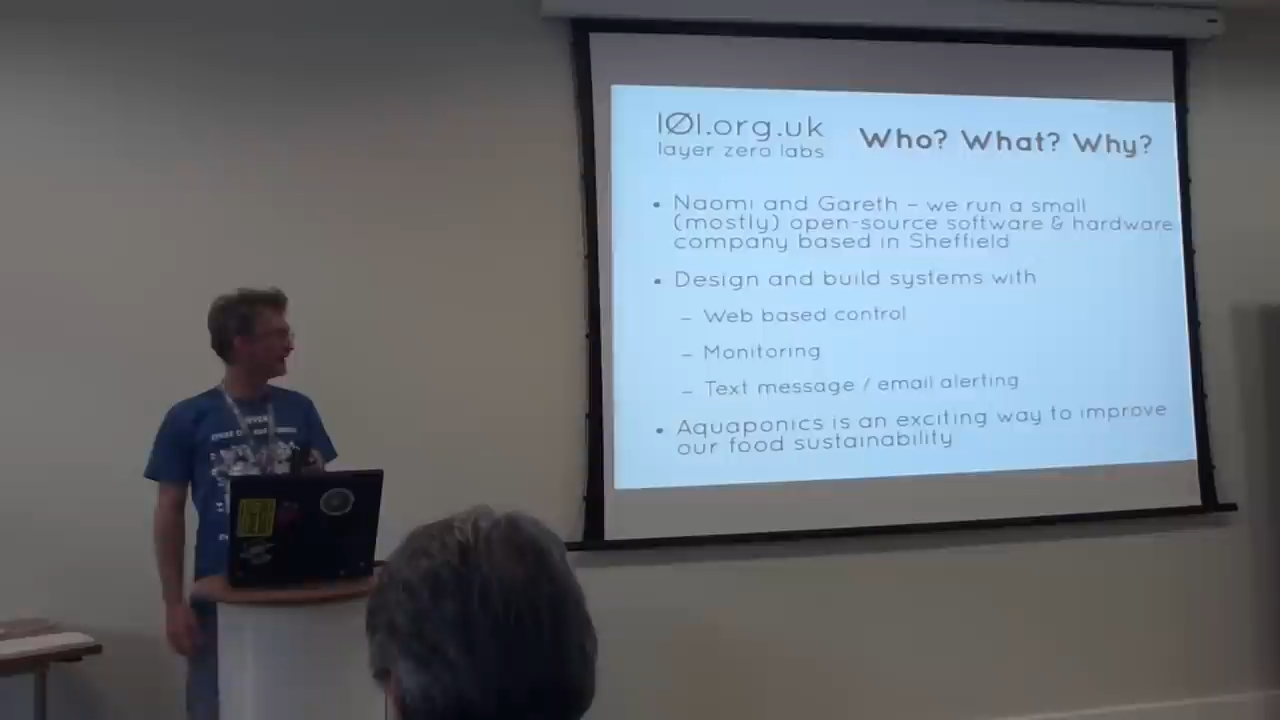 101.org.uk
layer zero labs
Who? What? Why?
• Naomi and Gareth – we run a small
(mostly) open-source software & hardware
company based in Sheffield
• Design and build systems with
– Web based control
– Monitoring
– Text message / email alerting
• Aquaponics is an exciting way to improve
our food sustainability